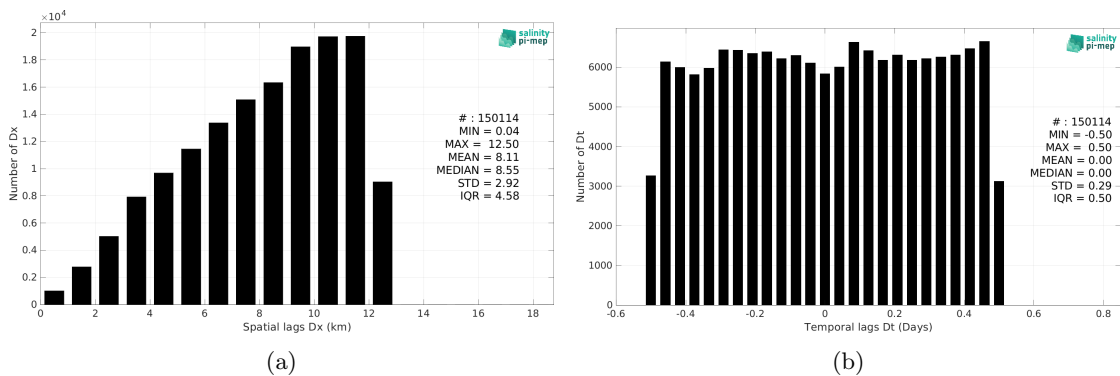 ×10⁴
2
1.8
1.6
1.4
1.2
1
0.8
0.6
0.4
0.2
0
Number of Dx
0 2 4 6 8 10 12 14 16 18
Spatial lags Dx (km)
salinity
pi-mep
# : 150114
MIN = 0.04
MAX = 12.50
MEAN = 8.11
MEDIAN = 8.55
STD = 2.92
IQR = 4.58
(a)
6000
5000
4000
3000
2000
1000
0
Number of Dt
-0.6 -0.4 -0.2 0 0.2 0.4 0.6 0.8
Temporal lags Dt (Days)
salinity
pi-mep
# : 150114
MIN = -0.50
MAX = 0.50
MEAN = 0.00
MEDIAN = 0.00
STD = 0.29
IQR = 0.50
(b)